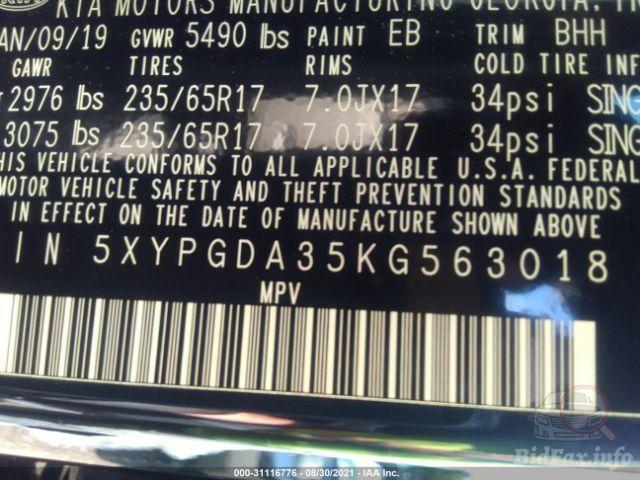 KIA MOTORS MANUFACTURING GEORGIA,
AN/09/19 GVWR 5490 lbs PAINT EB TRIM BHH
GAWR TIRES RIMS COLD TIRE INF
2976 lbs 235/65R17 7.0JX17 34psi SING
3075 lbs 235/65R17 7.0JX17 34psi SING
THIS VEHICLE CONFORMS TO ALL APPLICABLE U.S.A. FEDERAL
MOTOR VEHICLE SAFETY AND THEFT PREVENTION STANDARDS
IN EFFECT ON THE DATE OF MANUFACTURE SHOWN ABOVE
IN 5XYPGDA35KG563018
MPV
BidFax.info
000-31116776 - 08/30/2021 - IAA Inc.